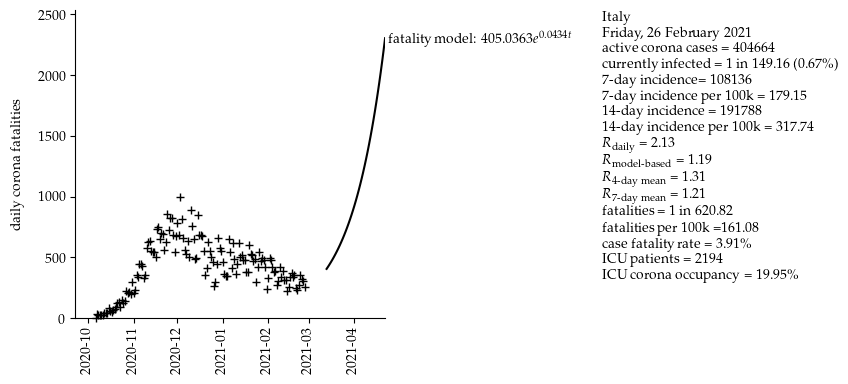 2500
2000
1500
1000
500
0
daily corona fatalities
2020-10
2020-11
2020-12
2021-01
2021-02
2021-03
2021-04
fatality model: 405.0363e^0.0434t
Italy
Friday, 26 February 2021
active corona cases = 404664
currently infected = 1 in 149.16 (0.67%)
7-day incidence= 108136
7-day incidence per 100k = 179.15
14-day incidence = 191788
14-day incidence per 100k = 317.74
R_daily = 2.13
R_model-based = 1.19
R_4-day mean = 1.31
R_7-day mean = 1.21
fatalities = 1 in 620.82
fatalities per 100k =161.08
case fatality rate = 3.91%
ICU patients = 2194
ICU corona occupancy = 19.95%